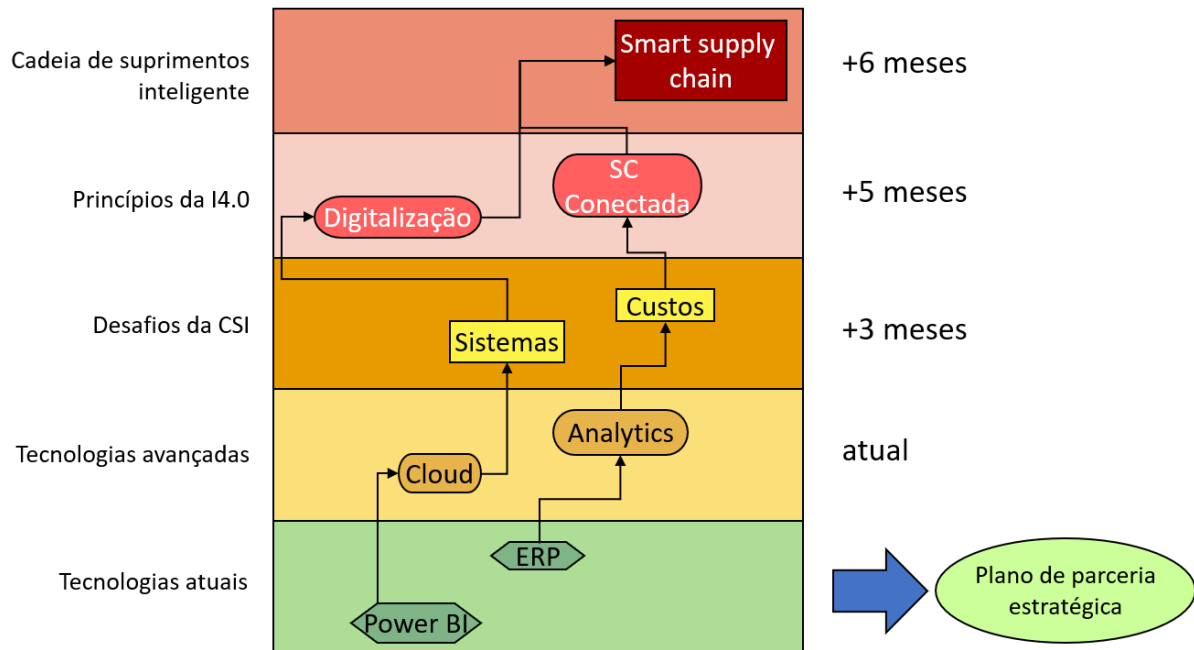 Cadeia de suprimentos
inteligente
Smart supply
chain
+6 meses
Princípios da I4.0
Digitalização
SC
Conectada
+5 meses
Desafios da CSI
Sistemas
Custos
+3 meses
Tecnologias avançadas
Cloud
Analytics
atual
Tecnologias atuais
Power BI
ERP
Plano de parceria
estratégica